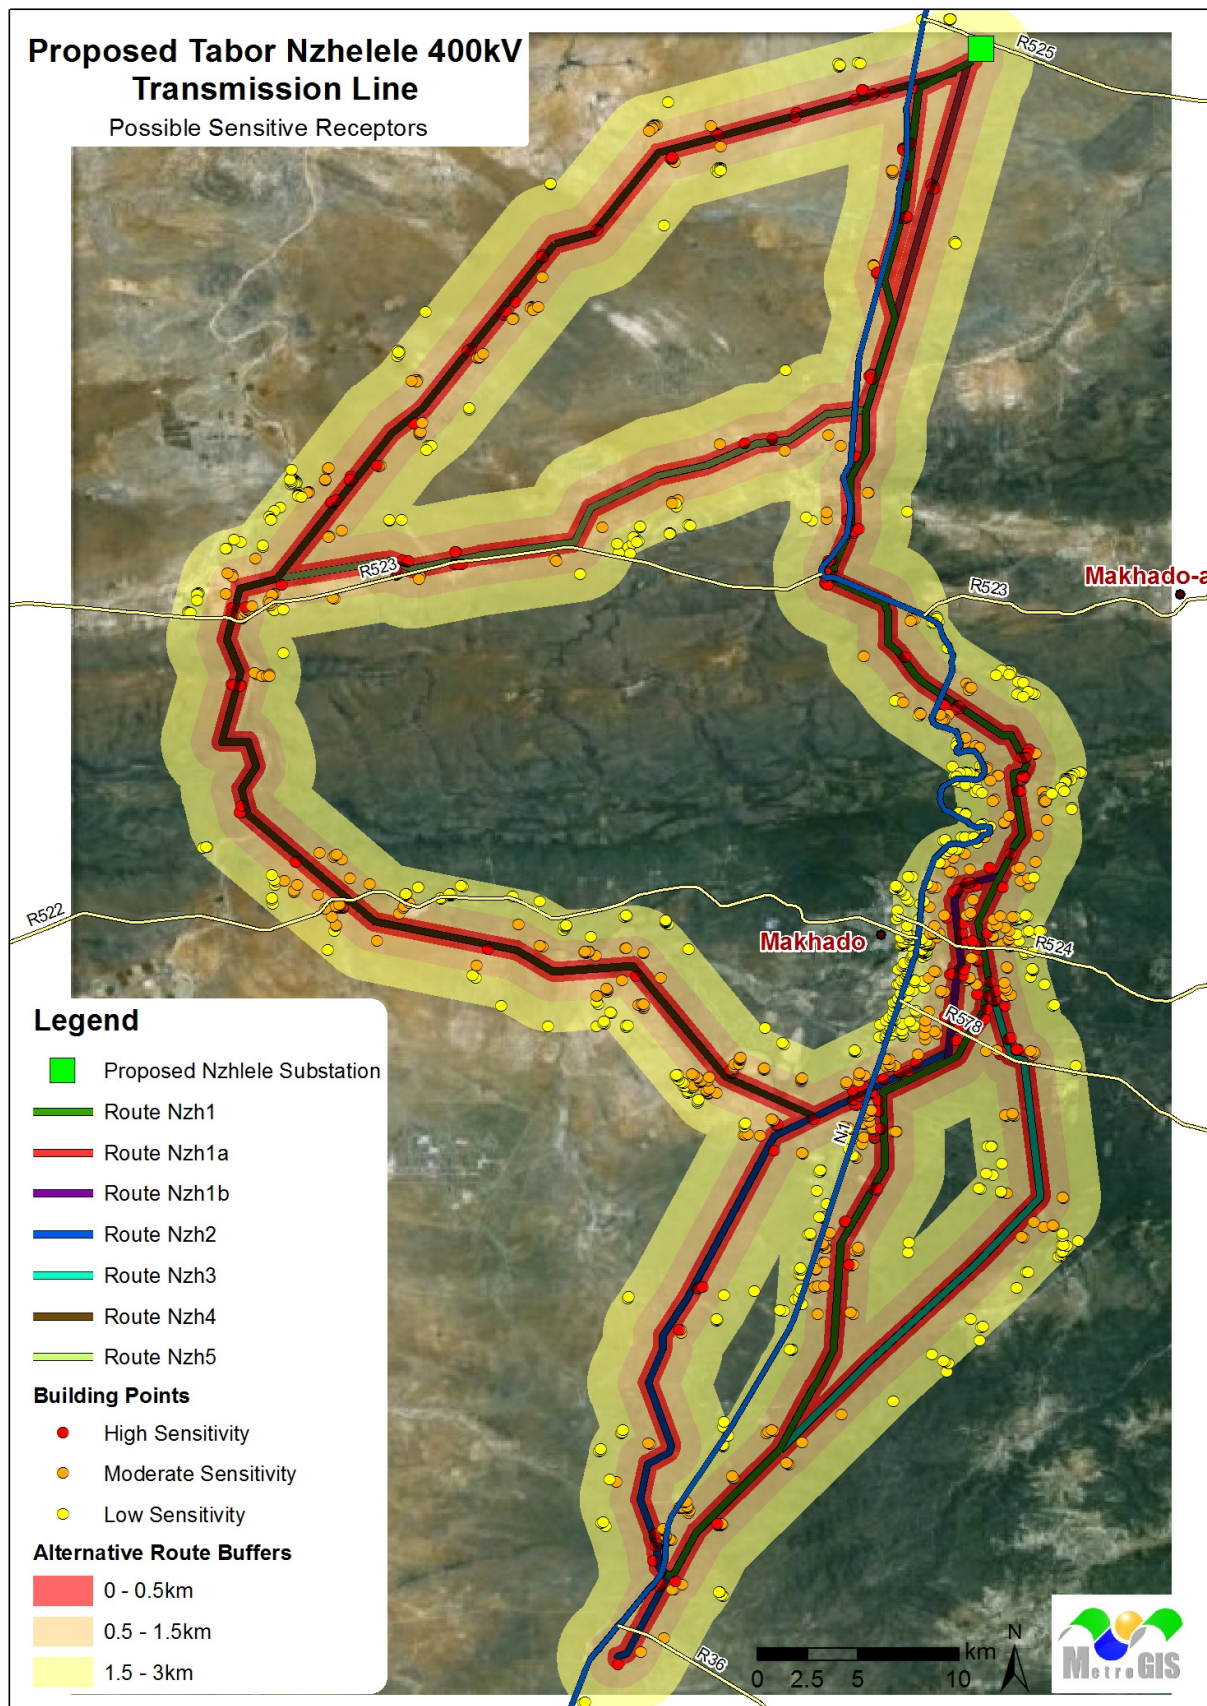 Proposed Tabor Nzhelele 400kV
Transmission Line
Possible Sensitive Receptors
R525
R523
R523
Makhado-a
R522
Makhado
R524
R578
N1
R36
Legend
Proposed Nzhlele Substation
Route Nzh1
Route Nzh1a
Route Nzh1b
Route Nzh2
Route Nzh3
Route Nzh4
Route Nzh5
Building Points
High Sensitivity
Moderate Sensitivity
Low Sensitivity
Alternative Route Buffers
0 - 0.5km
0.5 - 1.5km
1.5 - 3km
km
0 2.5 5 10
N
MetroGIS